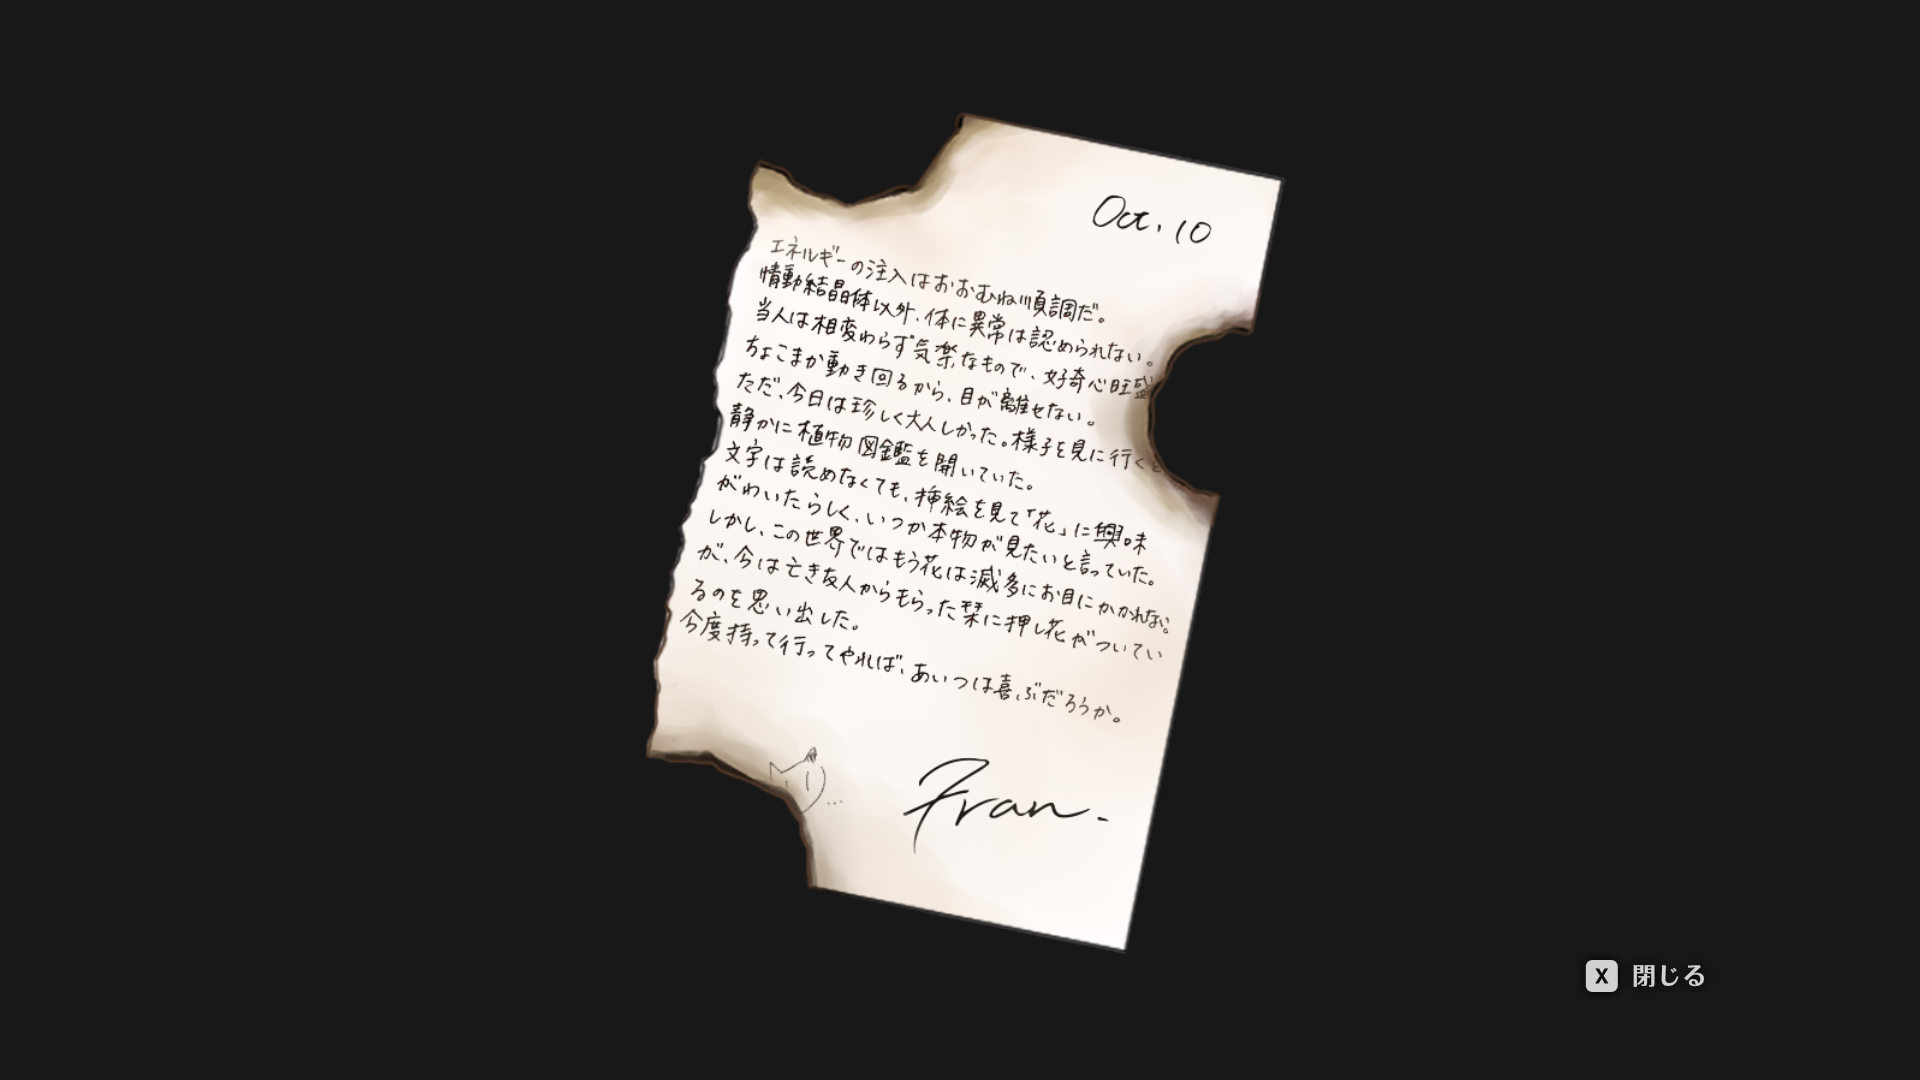 Oct. 10
エネルギーの注入はおおむね順調だ。
情動結晶体以外、体に異常は認められない。
当人は相変わらず気楽なもので、好奇心旺盛
ちょこまか動き回るから、目が離せない。
ただ、今日は珍しく大人しかった。様子を見に行くと
静かに植物図鑑を開いていた。
文字は読めなくても、挿絵を見て「花」に興味
がわいたらしく、いつか本物が見たいと言っていた。
しかし、この世界ではもう花は滅多にお目にかかれない。
が、今は亡き友人からもらった栞に押し花がついてい
るのを思い出した。
今度持って行ってやれば、あいつは喜ぶだろうか。
Fran.
X 閉じる